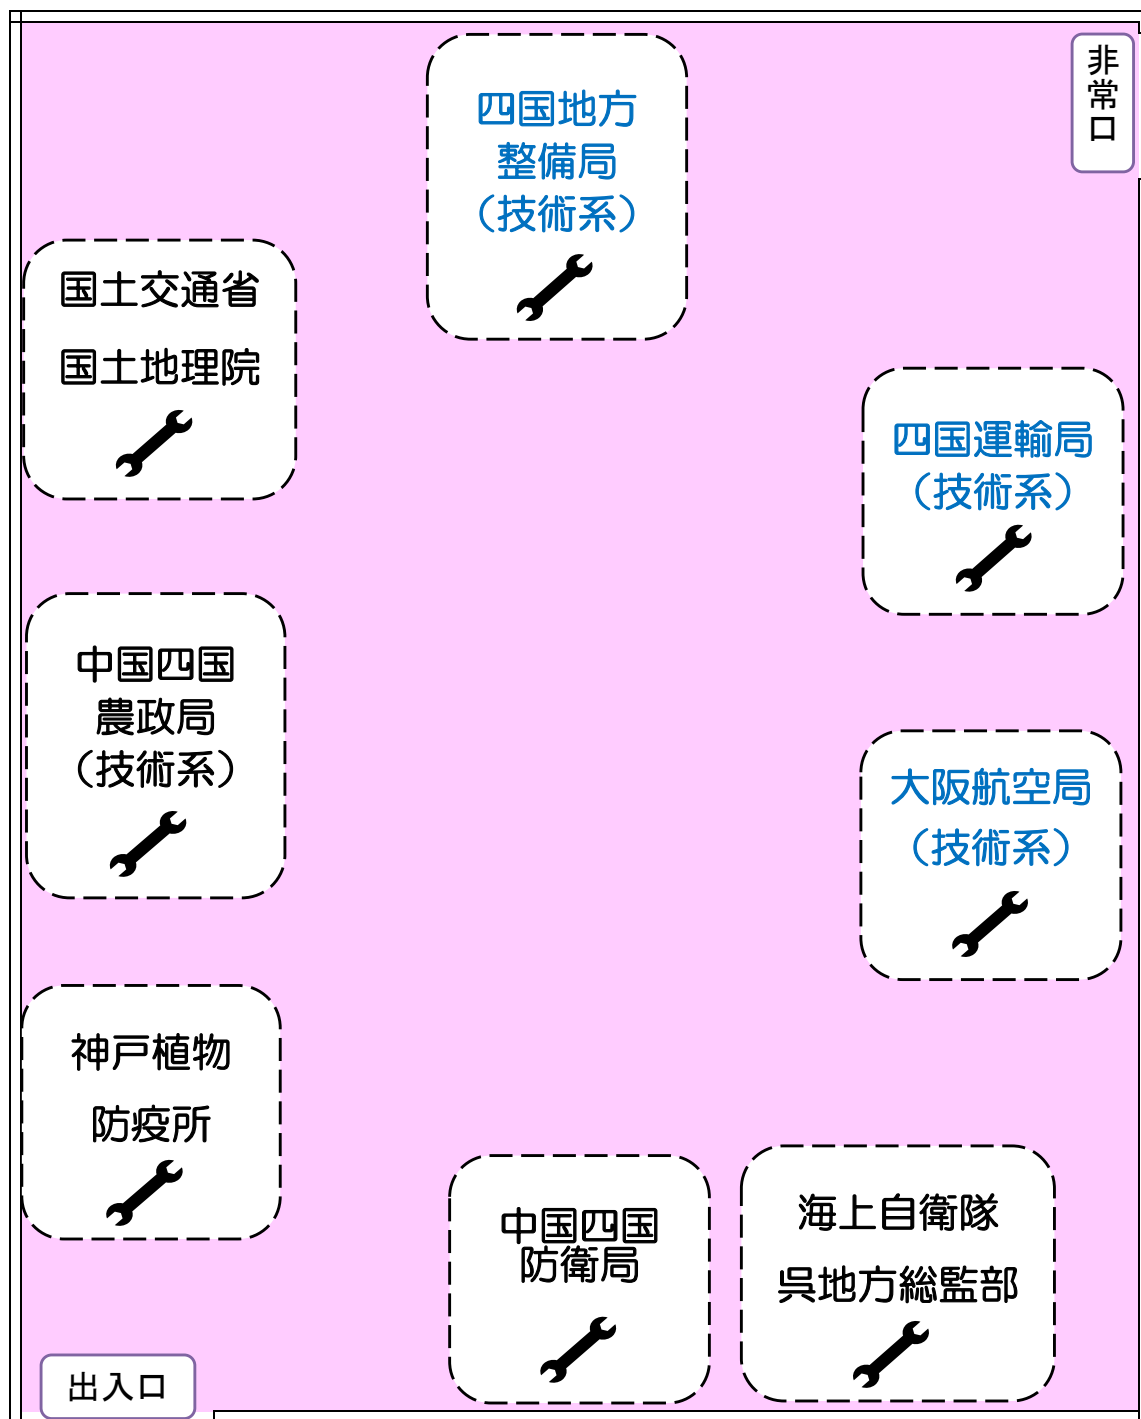 非常口
四国地方
整備局
（技術系）
国土交通省
国土地理院
四国運輸局
（技術系）
中国四国
農政局
（技術系）
大阪航空局
（技術系）
神戸植物
防疫所
中国四国
防衛局
海上自衛隊
呉地方総監部
出入口